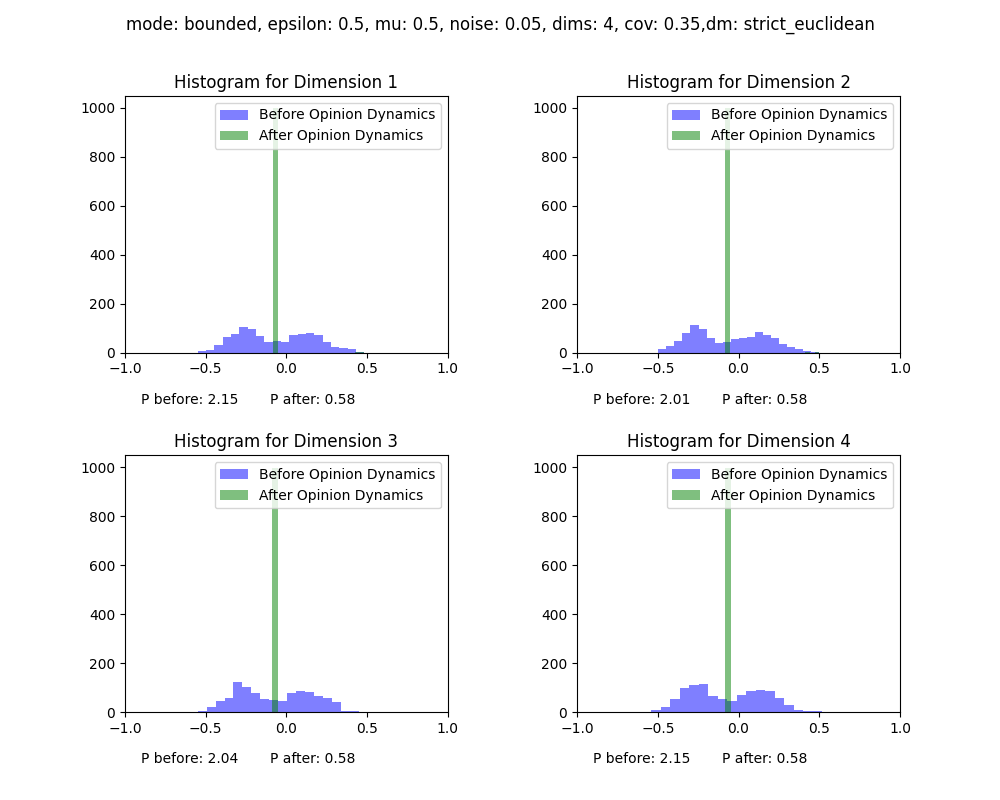 mode: bounded, epsilon: 0.5, mu: 0.5, noise: 0.05, dims: 4, cov: 0.35,dm: strict_euclidean
Histogram for Dimension 1
Before Opinion Dynamics
After Opinion Dynamics
1000
800
600
400
200
0
−1.0 −0.5 0.0 0.5 1.0
P before: 2.15 P after: 0.58
Histogram for Dimension 2
Before Opinion Dynamics
After Opinion Dynamics
1000
800
600
400
200
0
−1.0 −0.5 0.0 0.5 1.0
P before: 2.01 P after: 0.58
Histogram for Dimension 3
Before Opinion Dynamics
After Opinion Dynamics
1000
800
600
400
200
0
−1.0 −0.5 0.0 0.5 1.0
P before: 2.04 P after: 0.58
Histogram for Dimension 4
Before Opinion Dynamics
After Opinion Dynamics
1000
800
600
400
200
0
−1.0 −0.5 0.0 0.5 1.0
P before: 2.15 P after: 0.58